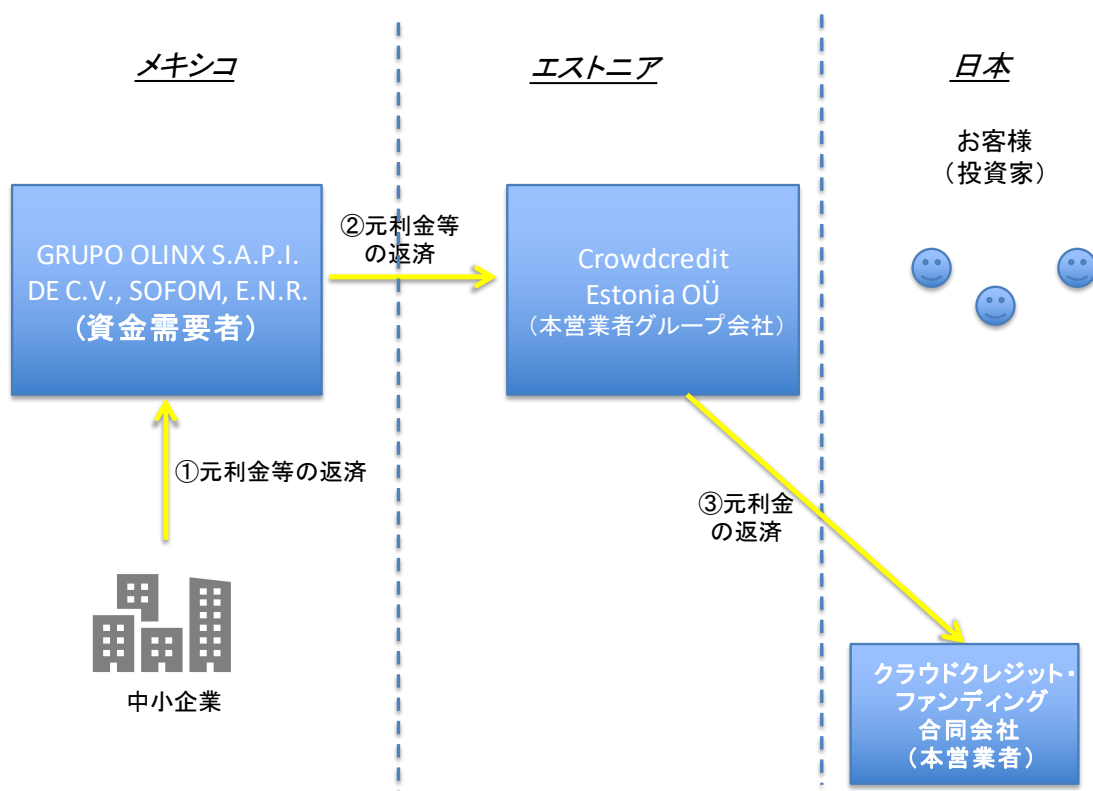 メキシコ
エストニア
日本
お客様
（投資家）
GRUPO OLINX S.A.P.I.
DE C.V., SOFOM, E.N.R.
(資金需要者）
②元利金等
の返済
Crowdcredit
Estonia OÜ
（本営業者グループ会社）
①元利金等の返済
③元利金
の返済
中小企業
クラウドクレジット・
ファンディング
合同会社
（本営業者）